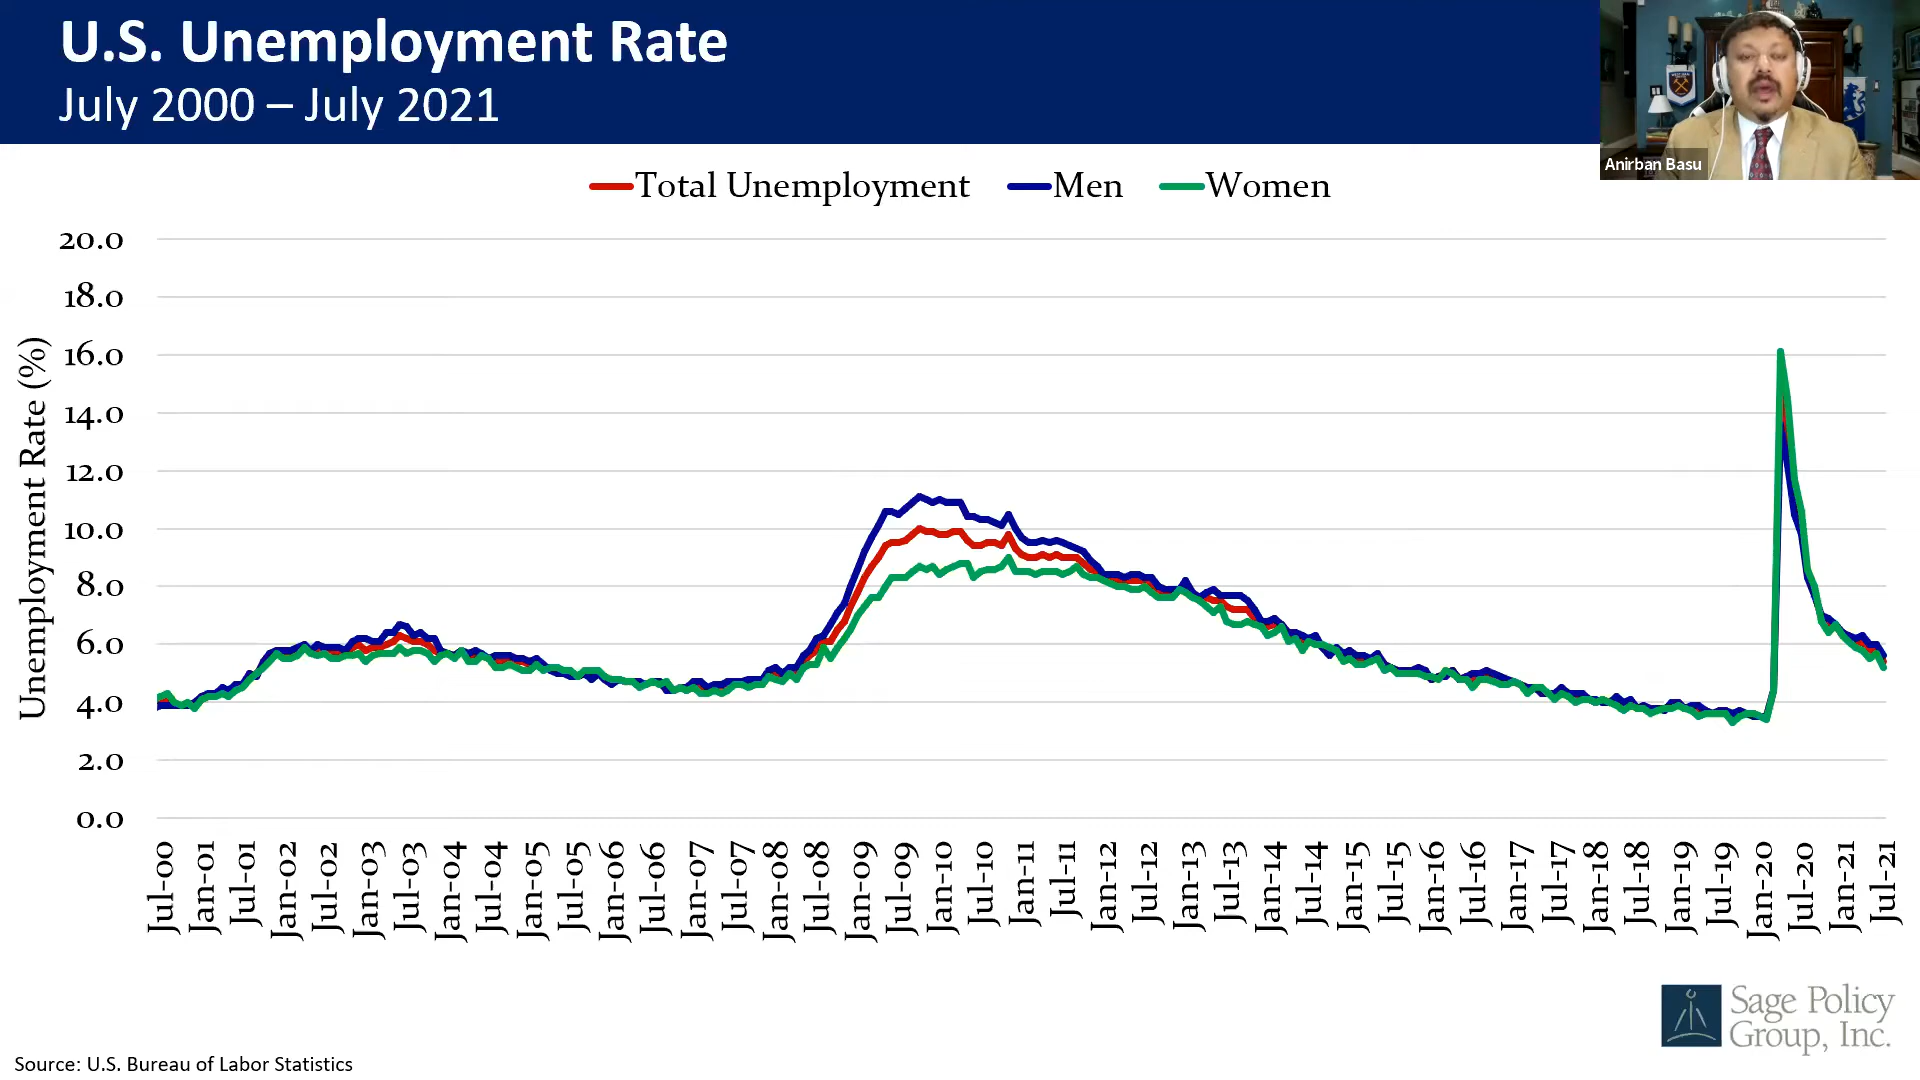 U.S. Unemployment Rate
July 2000 – July 2021
Anirban Basu
Total Unemployment Men Women
Unemployment Rate (%)
20.0
18.0
16.0
14.0
12.0
10.0
8.0
6.0
4.0
2.0
0.0
Jul-00 Jan-01 Jul-01 Jan-02 Jul-02 Jan-03 Jul-03 Jan-04 Jul-04 Jan-05 Jul-05 Jan-06 Jul-06 Jan-07 Jul-07 Jan-08 Jul-08 Jan-09 Jul-09 Jan-10 Jul-10 Jan-11 Jul-11 Jan-12 Jul-12 Jan-13 Jul-13 Jan-14 Jul-14 Jan-15 Jul-15 Jan-16 Jul-16 Jan-17 Jul-17 Jan-18 Jul-18 Jan-19 Jul-19 Jan-20 Jul-20 Jan-21 Jul-21
Sage Policy
Group, Inc.
Source: U.S. Bureau of Labor Statistics